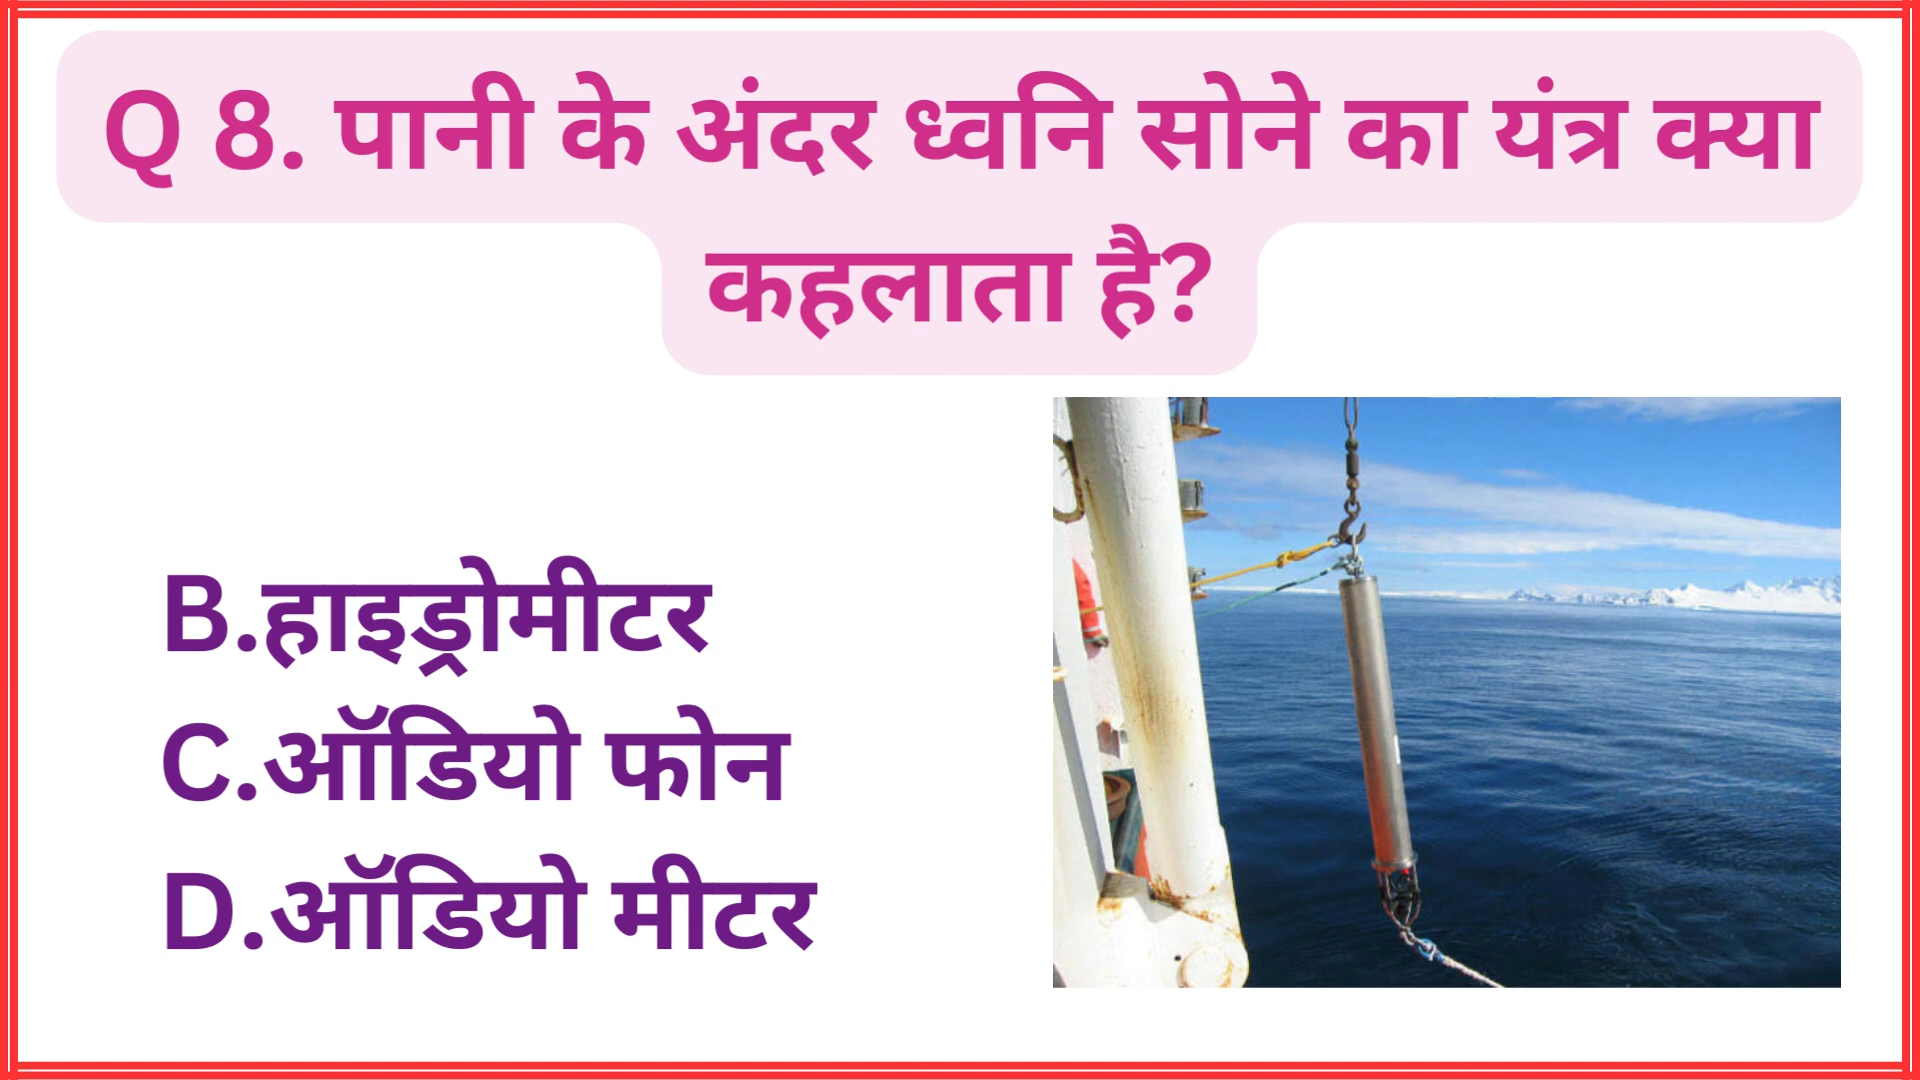 Q 8. पानी के अंदर ध्वनि सोने का यंत्र क्या
कहलाता है?
B.हाइड्रोमीटर
C.ऑडियो फोन
D.ऑडियो मीटर